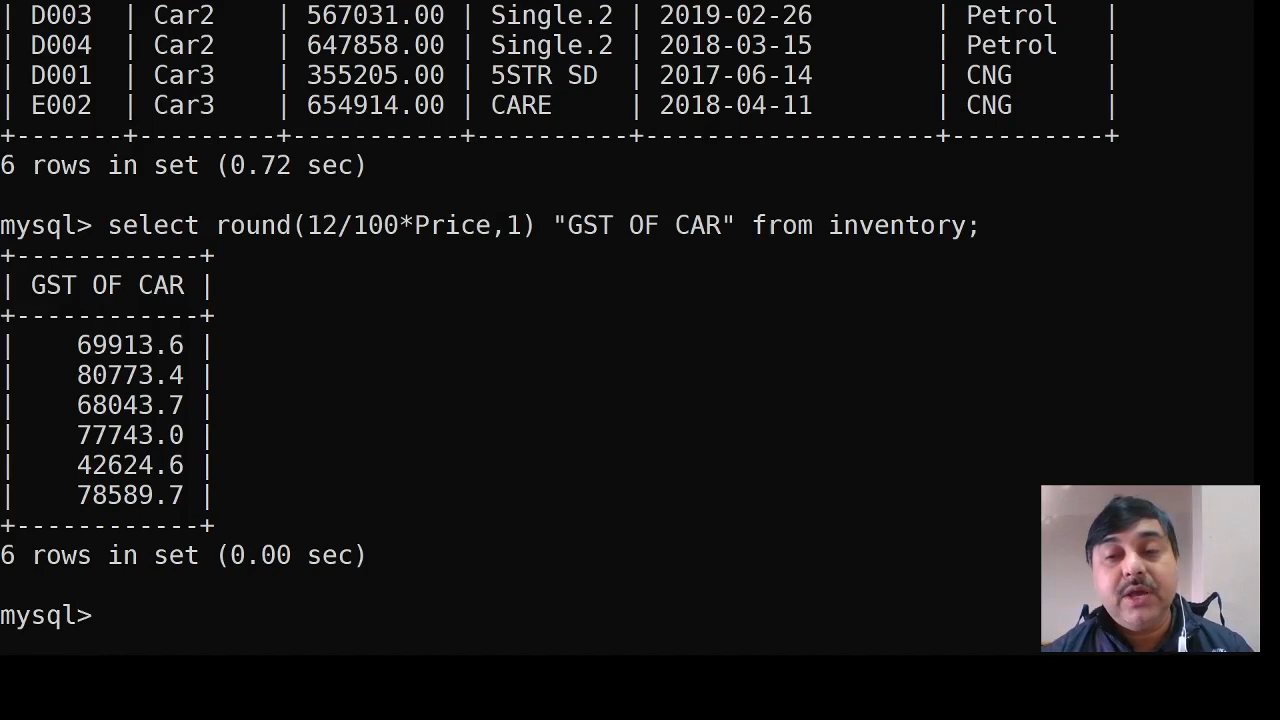 | D003  | Car2    | 567031.00 | Single.2 | 2019-02-26        | Petrol   |
| D004  | Car2    | 647858.00 | Single.2 | 2018-03-15        | Petrol   |
| D001  | Car3    | 355205.00 | 5STR SD  | 2017-06-14        | CNG      |
| E002  | Car3    | 654914.00 | CARE     | 2018-04-11        | CNG      |
+-------+---------+-----------+----------+-------------------+----------+
6 rows in set (0.72 sec)
mysql> select round(12/100*Price,1) "GST OF CAR" from inventory;
+------------+
| GST OF CAR |
+------------+
|    69913.6 |
|    80773.4 |
|    68043.7 |
|    77743.0 |
|    42624.6 |
|    78589.7 |
+------------+
6 rows in set (0.00 sec)
mysql>